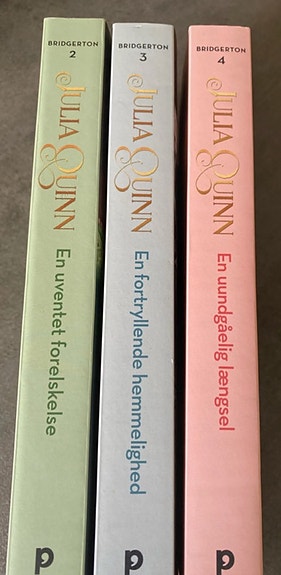 BRIDGERTON
2
JULIA QUINN
En uventet forelskelse
p
BRIDGERTON
3
JULIA QUINN
En fortryllende hemmelighed
p
BRIDGERTON
4
JULIA QUINN
En uundgåelig længsel
p